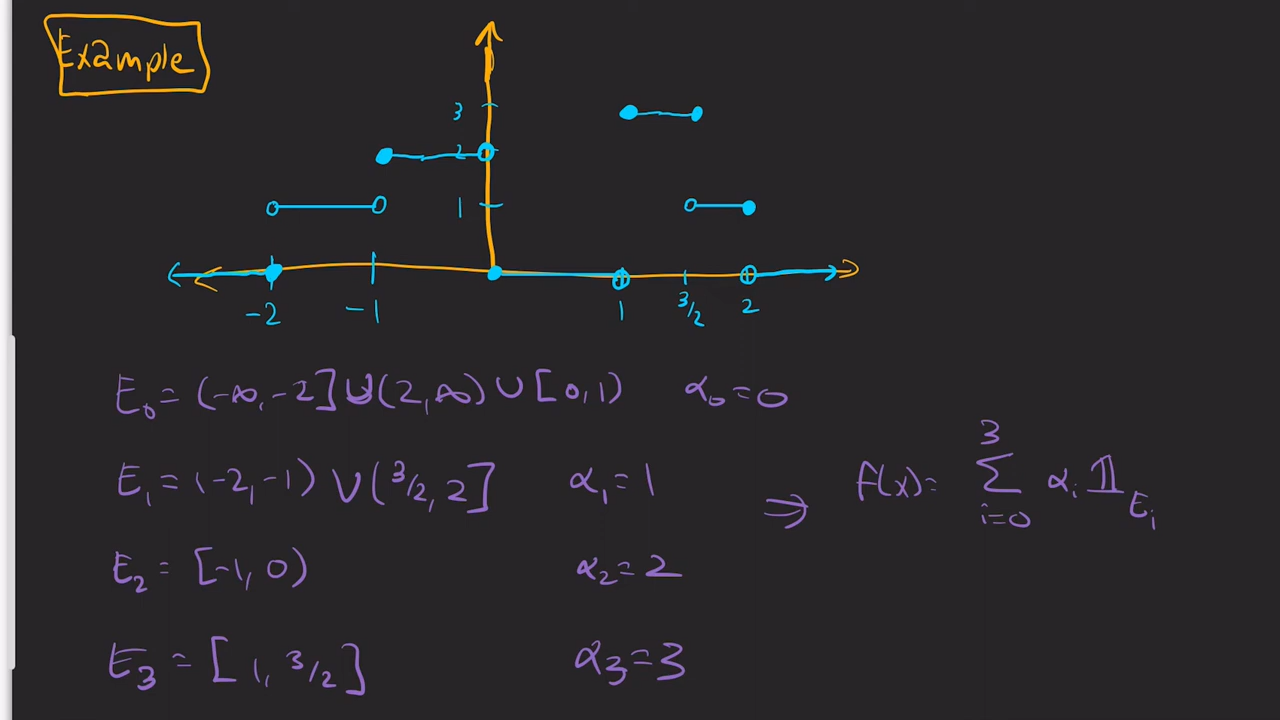 Example
3
2
1
-2 -1 1 3/2 2
E₀ = (-∞, -2] ∪ (2, ∞) ∪ [0, 1) α₀ = 0
E₁ = (-2, -1) ∪ (3/2, 2] α₁ = 1
⇒ f(x) = ∑_{i=0}^{3} αᵢ 𝟙_{Eᵢ}
E₂ = [-1, 0) α₂ = 2
E₃ = [1, 3/2] α₃ = 3